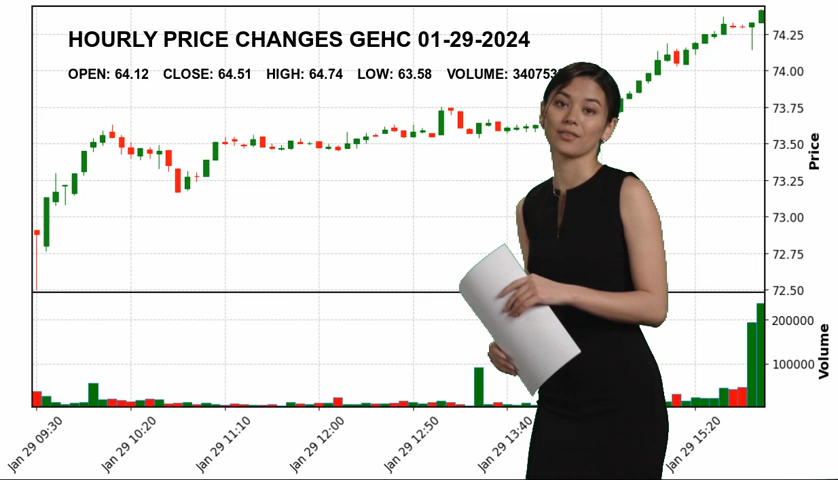 HOURLY PRICE CHANGES GEHC 01-29-2024
OPEN: 64.12 CLOSE: 64.51 HIGH: 64.74 LOW: 63.58 VOLUME: 340753
74.25
74.00
73.75
73.50
73.25
73.00
72.75
72.50
Price
200000
100000
Volume
Jan 29 09:30
Jan 29 10:20
Jan 29 11:10
Jan 29 12:00
Jan 29 12:50
Jan 29 13:40
Jan 29 15:20